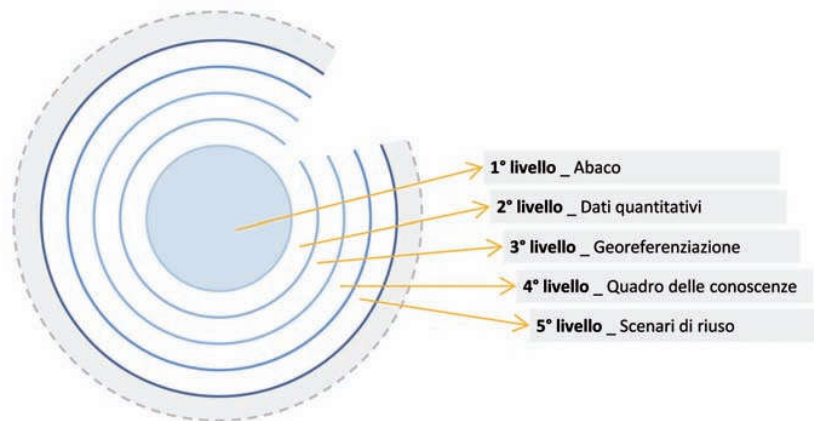 1° livello _ Abaco
2° livello _ Dati quantitativi
3° livello _ Georeferenziazione
4° livello _ Quadro delle conoscenze
5° livello _ Scenari di riuso